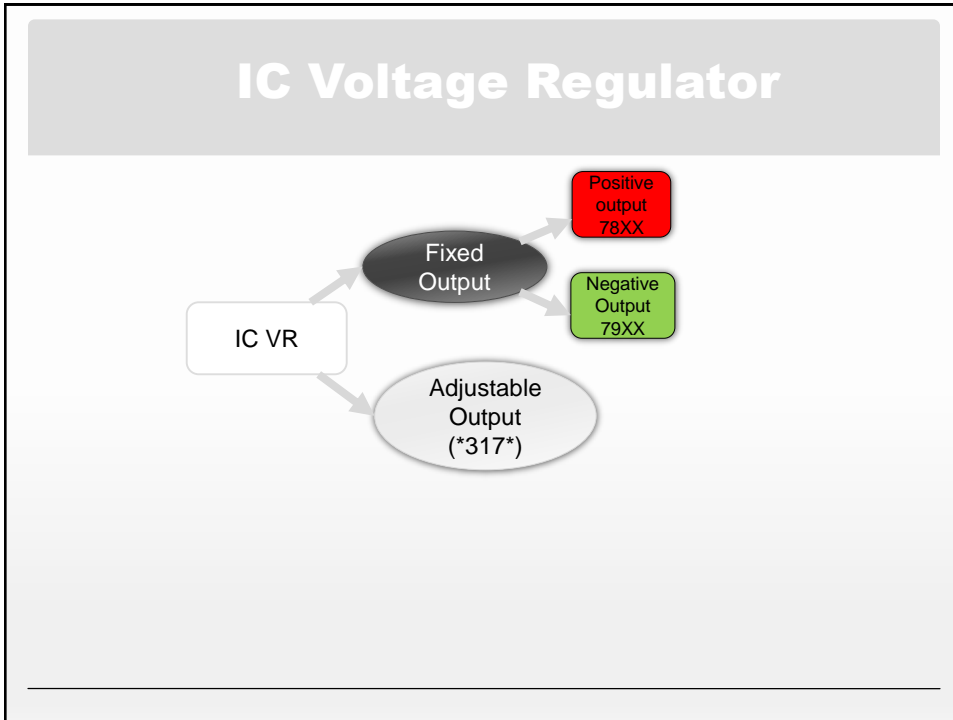 IC Voltage Regulator
Positive
output
78XX
Fixed
Output
Negative
Output
79XX
IC VR
Adjustable
Output
(*317*)